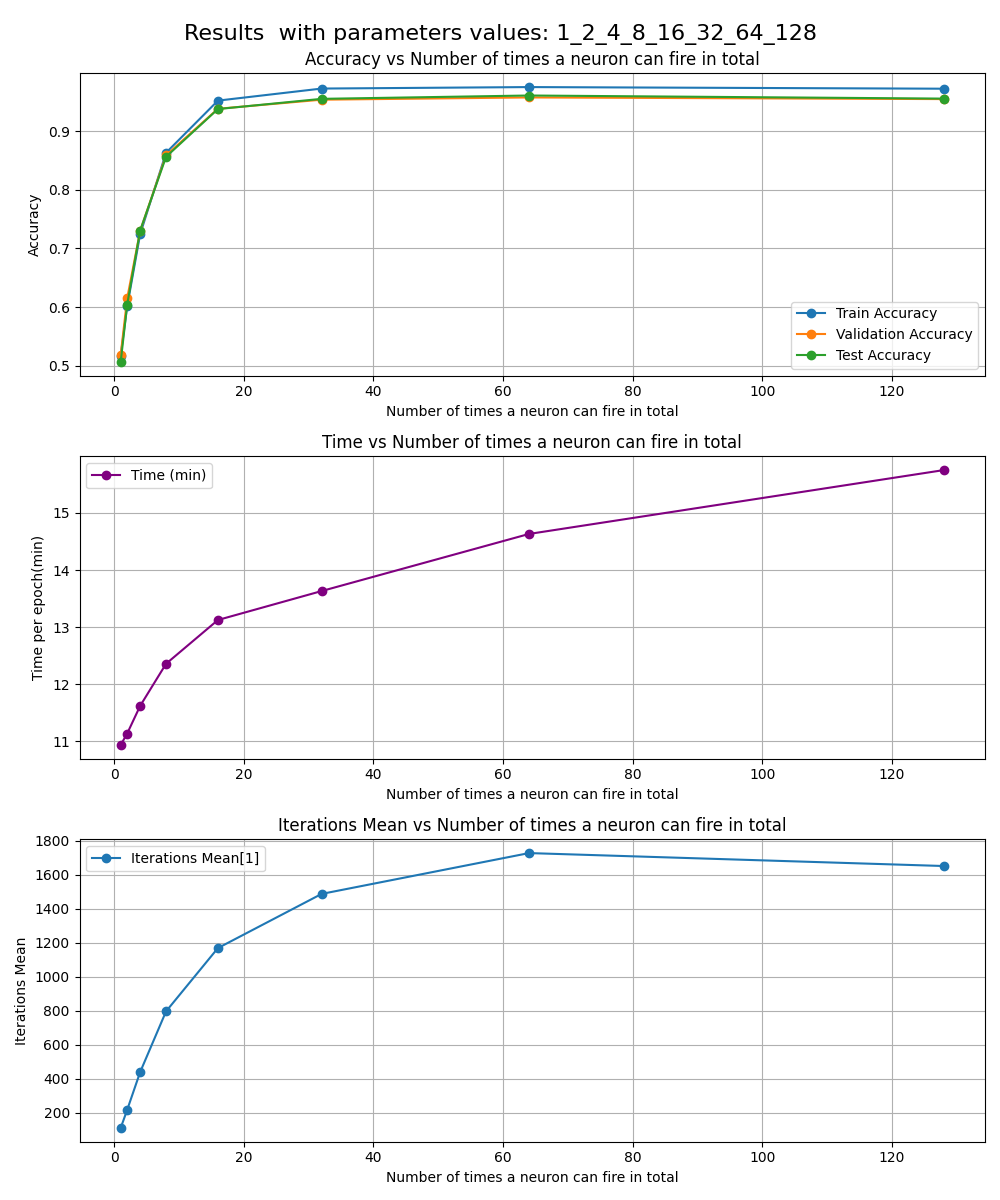 Results  with parameters values: 1_2_4_8_16_32_64_128
Accuracy vs Number of times a neuron can fire in total
0.9
0.8
0.7
0.6
0.5
Accuracy
Train Accuracy
Validation Accuracy
Test Accuracy
0 20 40 60 80 100 120
Number of times a neuron can fire in total
Time vs Number of times a neuron can fire in total
Time (min)
15
14
13
12
11
Time per epoch(min)
0 20 40 60 80 100 120
Number of times a neuron can fire in total
Iterations Mean vs Number of times a neuron can fire in total
Iterations Mean[1]
1800
1600
1400
1200
1000
800
600
400
200
Iterations Mean
0 20 40 60 80 100 120
Number of times a neuron can fire in total